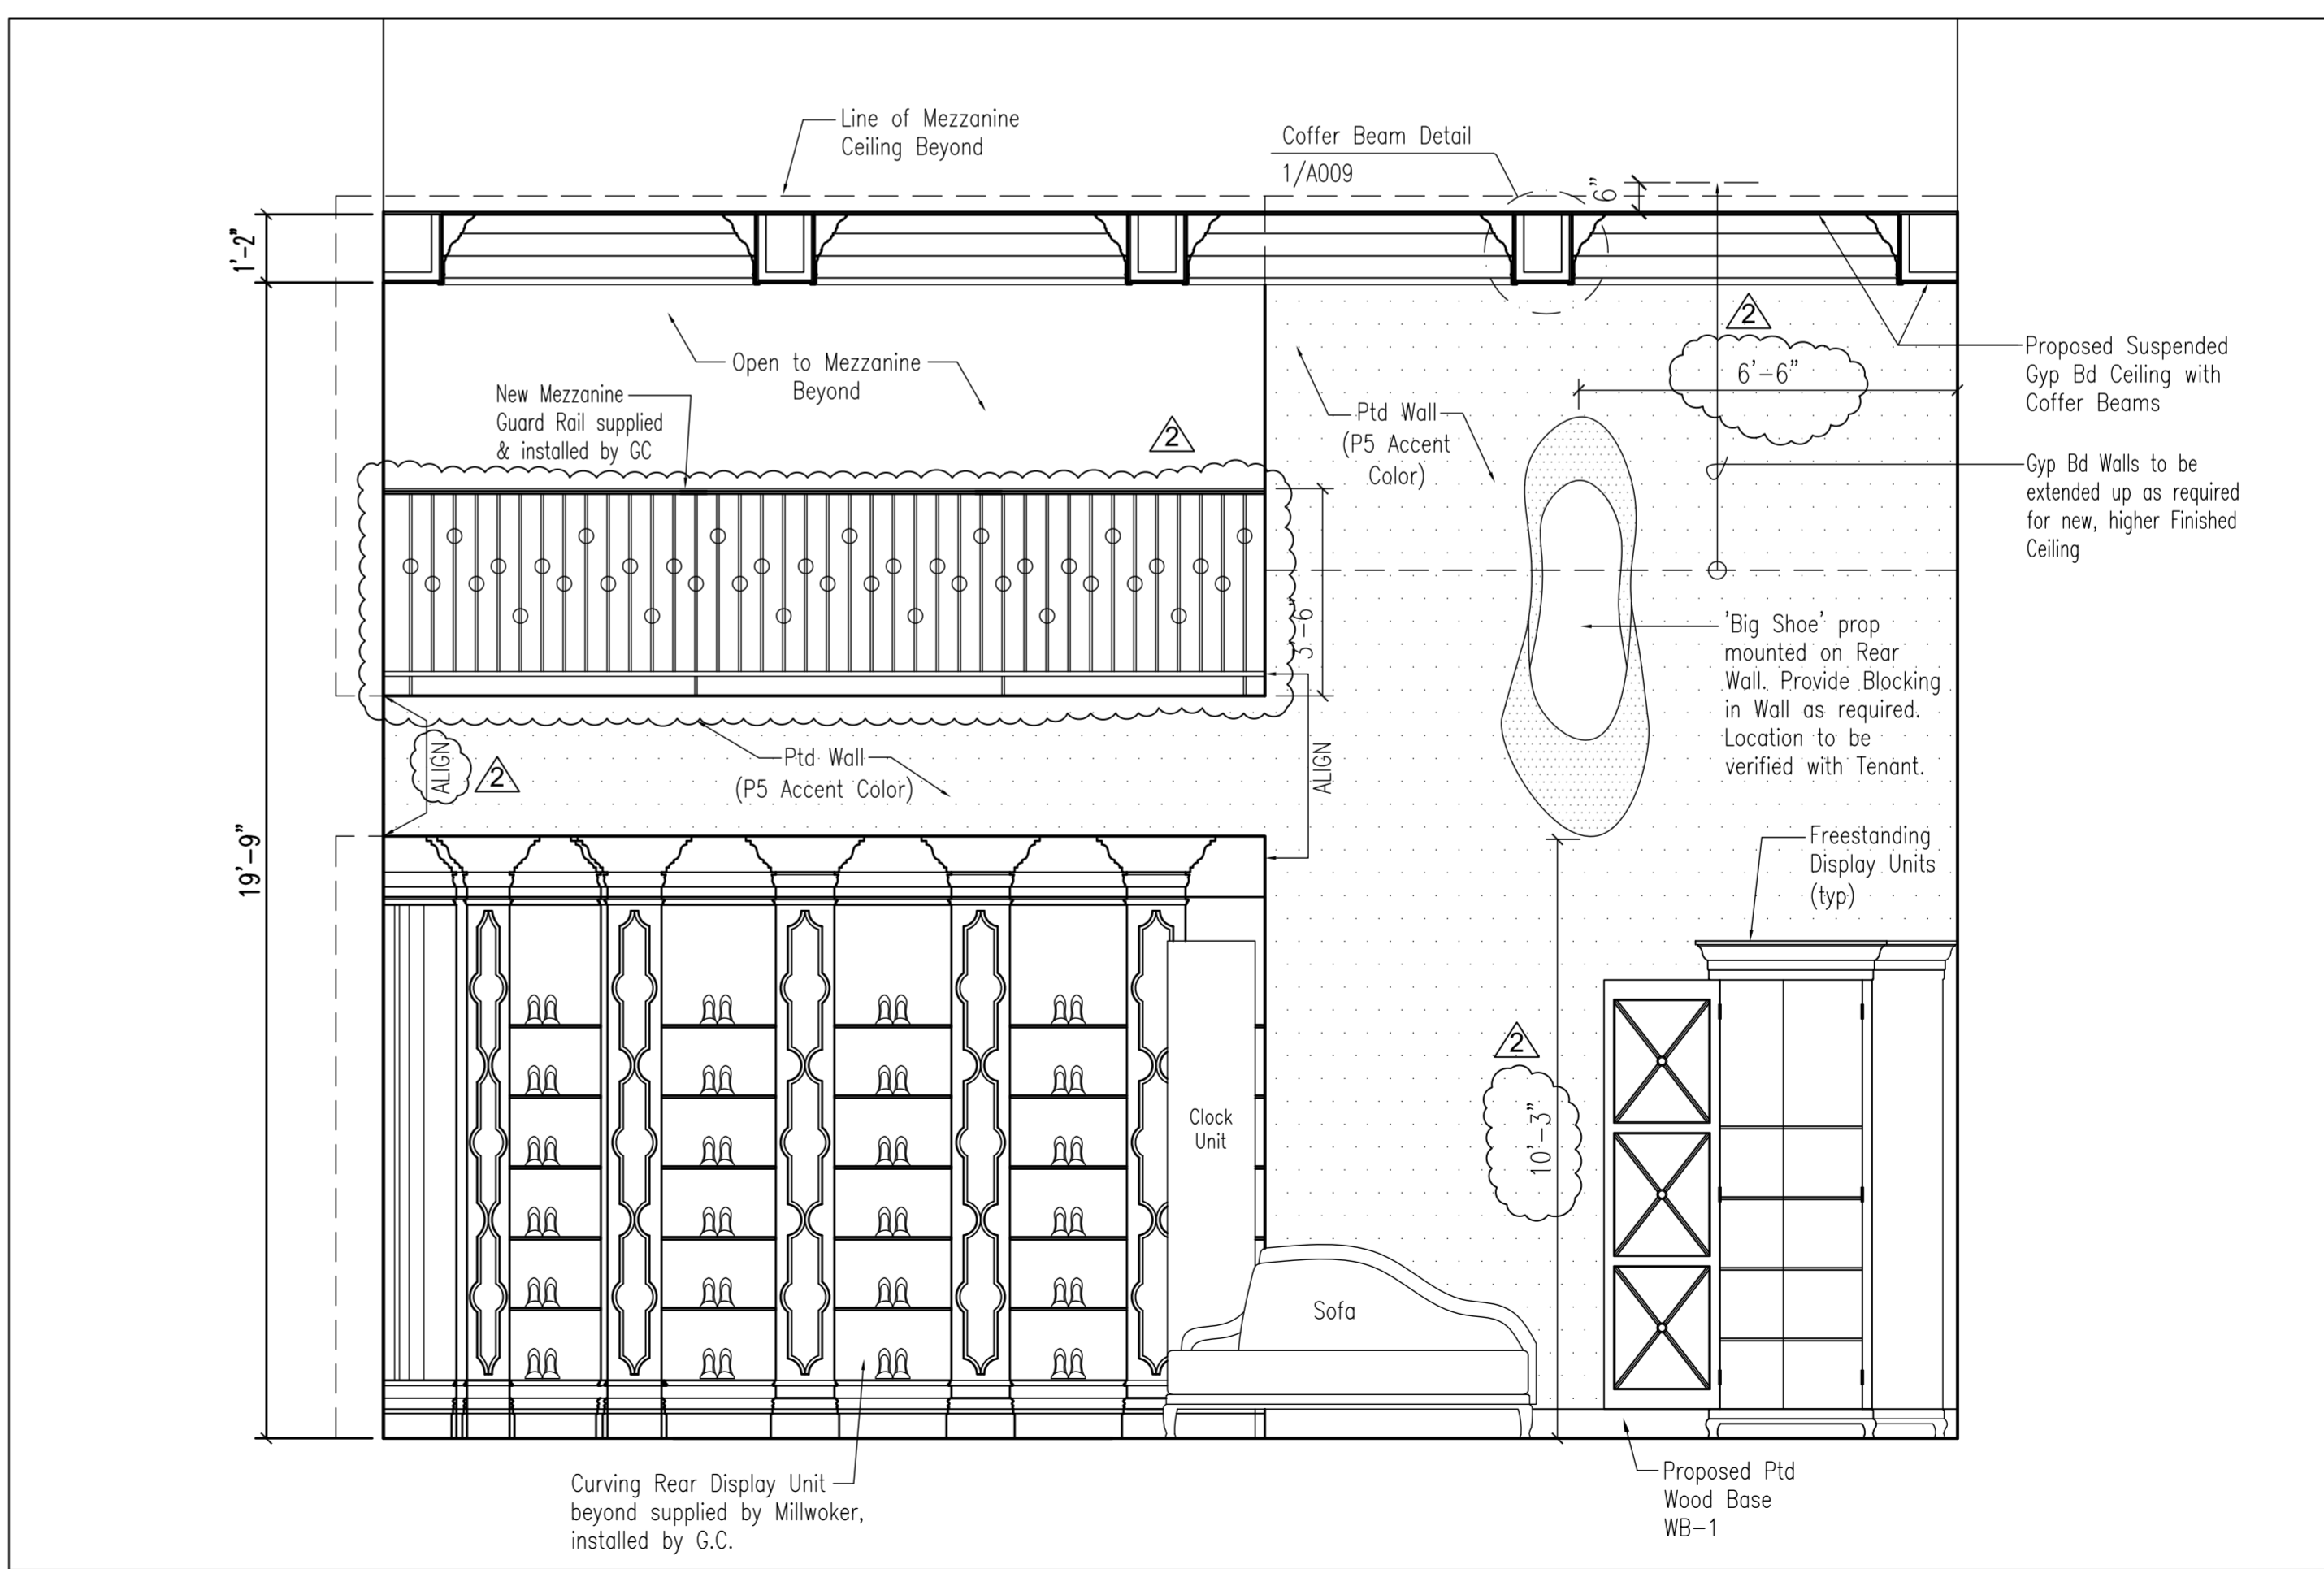 Line of Mezzanine
Ceiling Beyond
Coffer Beam Detail
1/A009
6"
1'-2"
2
6'-6"
Proposed Suspended
Gyp Bd Ceiling with
Coffer Beams
Open to Mezzanine
Beyond
New Mezzanine
Guard Rail supplied
& installed by GC
2
Ptd Wall
(P5 Accent
Color)
Gyp Bd Walls to be
extended up as required
for new, higher Finished
Ceiling
3'-6"
'Big Shoe' prop
mounted on Rear
Wall. Provide Blocking
in Wall as required.
Location to be
verified with Tenant.
ALIGN
2
Ptd Wall
(P5 Accent Color)
ALIGN
19'-9"
Freestanding
Display Units
(typ)
2
10'-3"
Clock
Unit
Sofa
Curving Rear Display Unit
beyond supplied by Millwoker,
installed by G.C.
Proposed Ptd
Wood Base
WB-1